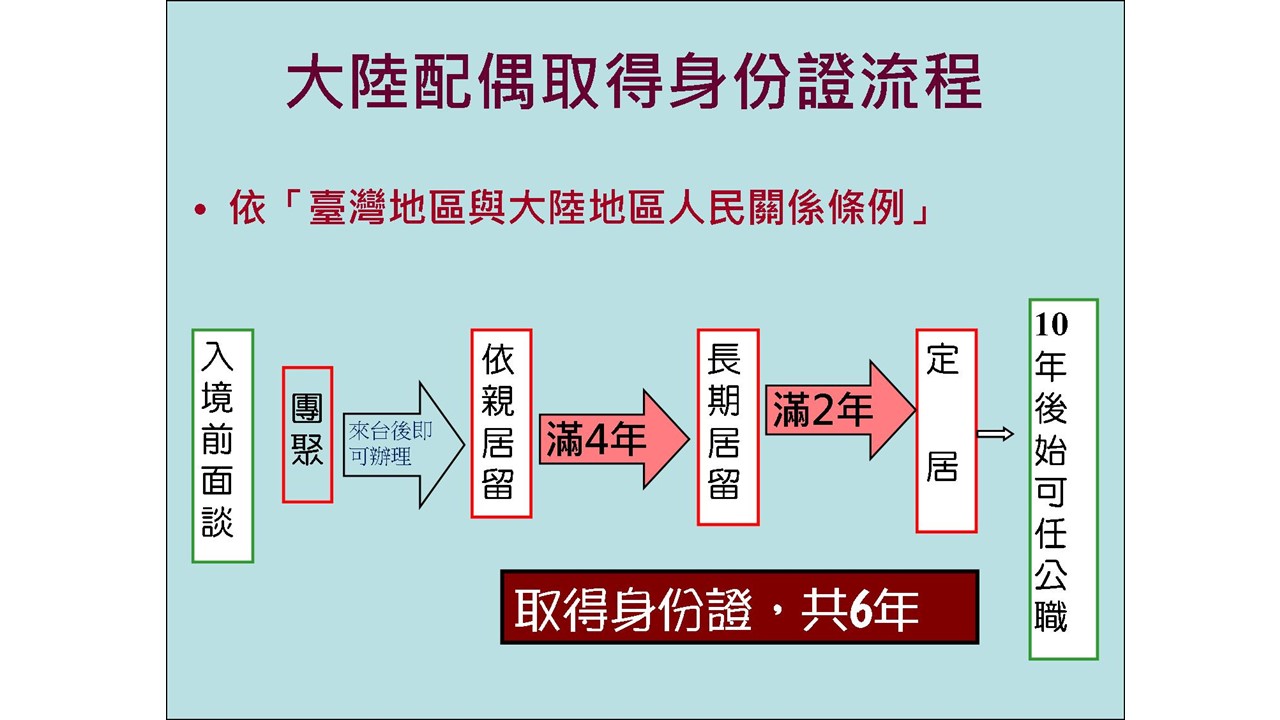 大陸配偶取得身份證流程
• 依「臺灣地區與大陸地區人民關係條例」
入境前面談
團聚
來台後即
可辦理
依親居留
滿4年
長期居留
滿2年
定居
10年後始可任公職
取得身份證，共6年